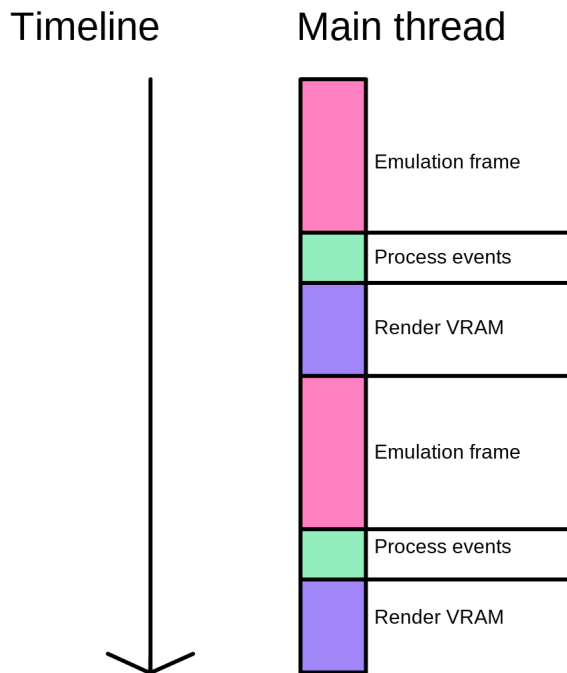 Timeline
Main thread
Emulation frame
Process events
Render VRAM
Emulation frame
Process events
Render VRAM